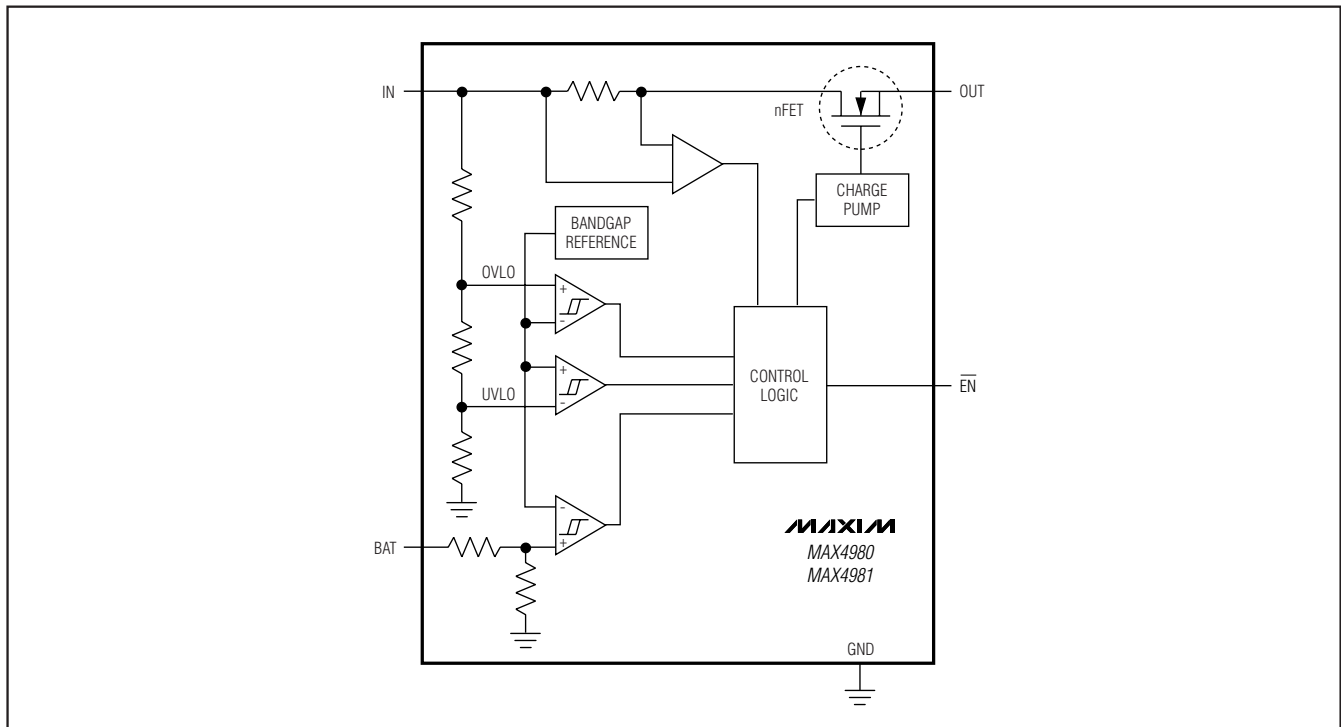 IN
OUT
nFET
CHARGE
PUMP
BANDGAP
REFERENCE
OVLO
+
-
CONTROL
LOGIC
+
UVLO
-
EN
-
+
BAT
MAXIM
MAX4980
MAX4981
GND